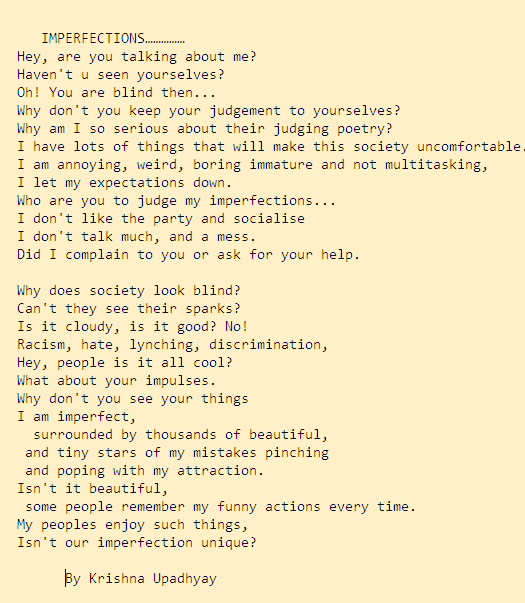 IMPERFECTIONS……………
Hey, are you talking about me?
Haven't u seen yourselves?
Oh! You are blind then...
Why don't you keep your judgement to yourselves?
Why am I so serious about their judging poetry?
I have lots of things that will make this society uncomfortable.
I am annoying, weird, boring immature and not multitasking,
I let my expectations down.
Who are you to judge my imperfections...
I don't like the party and socialise
I don't talk much, and a mess.
Did I complain to you or ask for your help.

Why does society look blind?
Can't they see their sparks?
Is it cloudy, is it good? No!
Racism, hate, lynching, discrimination,
Hey, people is it all cool?
What about your impulses.
Why don't you see your things
I am imperfect,
surrounded by thousands of beautiful,
and tiny stars of my mistakes pinching
and poping with my attraction.
Isn't it beautiful,
some people remember my funny actions every time.
My peoples enjoy such things,
Isn't our imperfection unique?

By Krishna Upadhyay